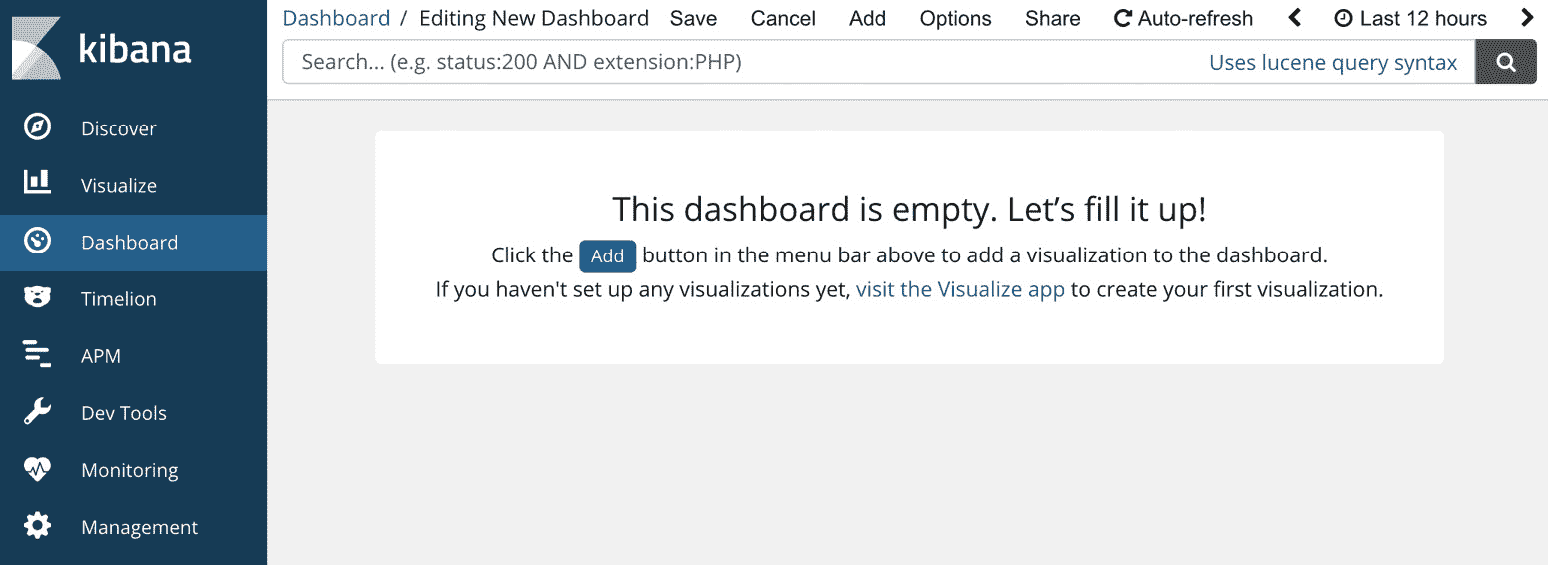 kibana
Discover
Visualize
Dashboard
Timelion
APM
Dev Tools
Monitoring
Management
Dashboard / Editing New Dashboard Save Cancel Add Options Share Auto-refresh Last 12 hours
Search... (e.g. status:200 AND extension:PHP) Uses lucene query syntax
This dashboard is empty. Let’s fill it up!
Click the Add button in the menu bar above to add a visualization to the dashboard.
If you haven't set up any visualizations yet, visit the Visualize app to create your first visualization.